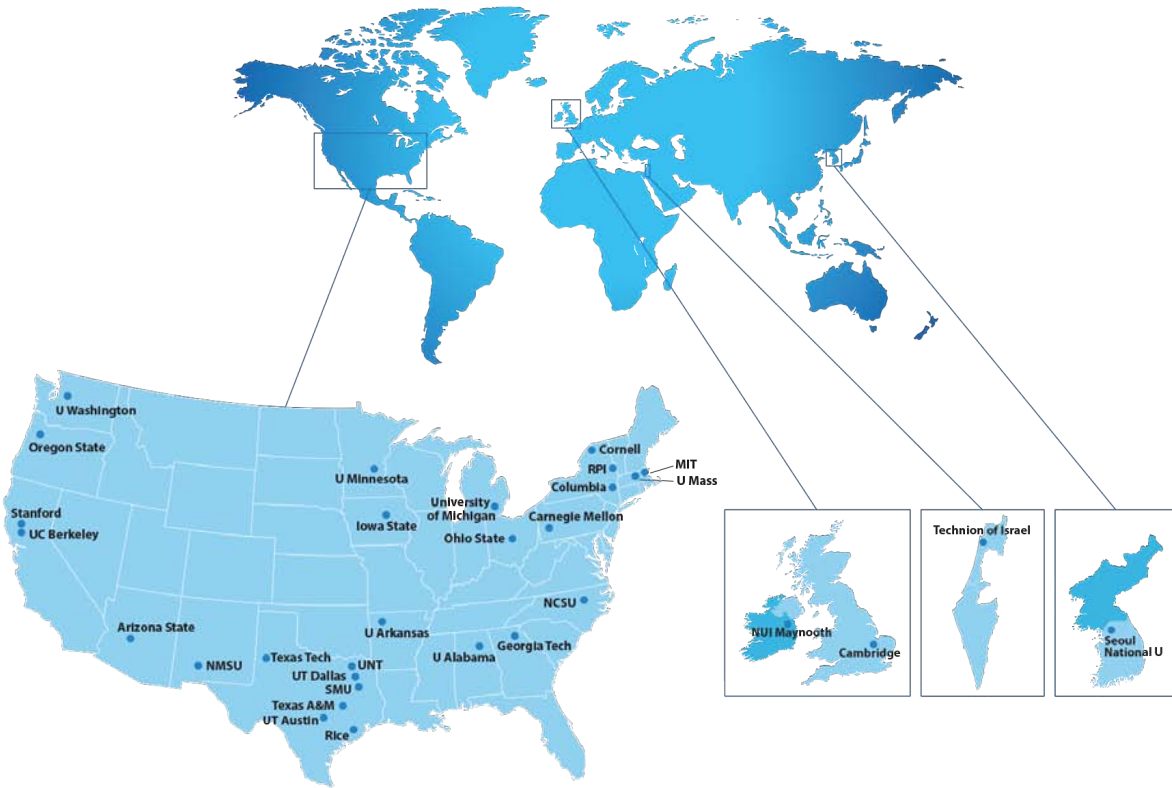 U Washington
Oregon State
Stanford
UC Berkeley
Arizona State
NMSU
U Minnesota
Iowa State
University
of Michigan
Ohio State
Cornell
RPI
Columbia
MIT
U Mass
Carnegie Mellon
NCSU
U Arkansas
U Alabama
Georgia Tech
Texas Tech
UNT
UT Dallas
SMU
Texas A&M
UT Austin
Rice
NUI Maynooth
Cambridge
Technion of Israel
Seoul
National U